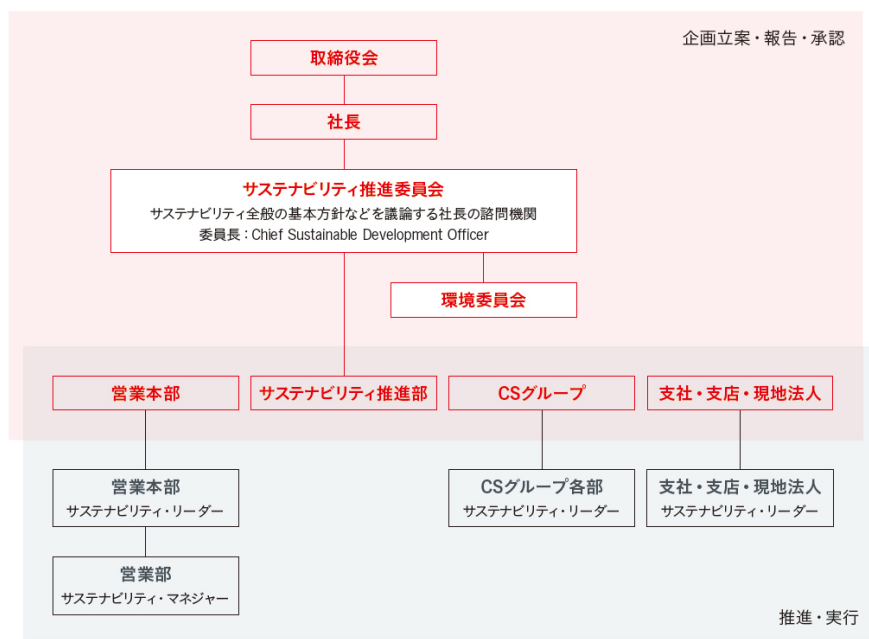 企画立案・報告・承認
取締役会
社長
サステナビリティ推進委員会
サステナビリティ全般の基本方針などを議論する社長の諮問機関
委員長：Chief Sustainable Development Officer
環境委員会
営業本部
サステナビリティ推進部
CSグループ
支社・支店・現地法人
営業本部
サステナビリティ・リーダー
CSグループ各部
サステナビリティ・リーダー
支社・支店・現地法人
サステナビリティ・リーダー
営業部
サステナビリティ・マネジャー
推進・実行